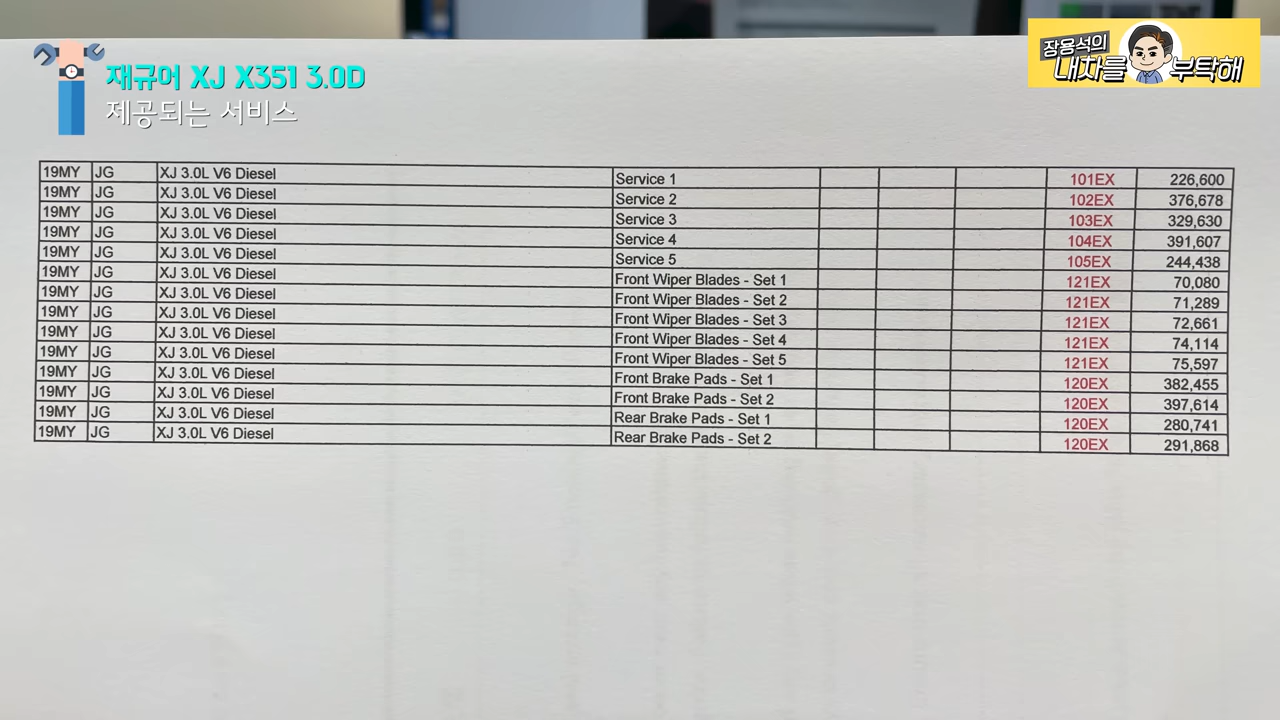 재규어 XJ X351 3.0D
제공되는 서비스
장용석의
내차를 부탁해
19MY JG XJ 3.0L V6 Diesel Service 1 101EX 226,600
19MY JG XJ 3.0L V6 Diesel Service 2 102EX 376,678
19MY JG XJ 3.0L V6 Diesel Service 3 103EX 329,630
19MY JG XJ 3.0L V6 Diesel Service 4 104EX 391,607
19MY JG XJ 3.0L V6 Diesel Service 5 105EX 244,438
19MY JG XJ 3.0L V6 Diesel Front Wiper Blades - Set 1 121EX 70,080
19MY JG XJ 3.0L V6 Diesel Front Wiper Blades - Set 2 121EX 71,289
19MY JG XJ 3.0L V6 Diesel Front Wiper Blades - Set 3 121EX 72,661
19MY JG XJ 3.0L V6 Diesel Front Wiper Blades - Set 4 121EX 74,114
19MY JG XJ 3.0L V6 Diesel Front Wiper Blades - Set 5 121EX 75,597
19MY JG XJ 3.0L V6 Diesel Front Brake Pads - Set 1 120EX 382,455
19MY JG XJ 3.0L V6 Diesel Front Brake Pads - Set 2 120EX 397,614
19MY JG XJ 3.0L V6 Diesel Rear Brake Pads - Set 1 120EX 280,741
19MY JG XJ 3.0L V6 Diesel Rear Brake Pads - Set 2 120EX 291,868